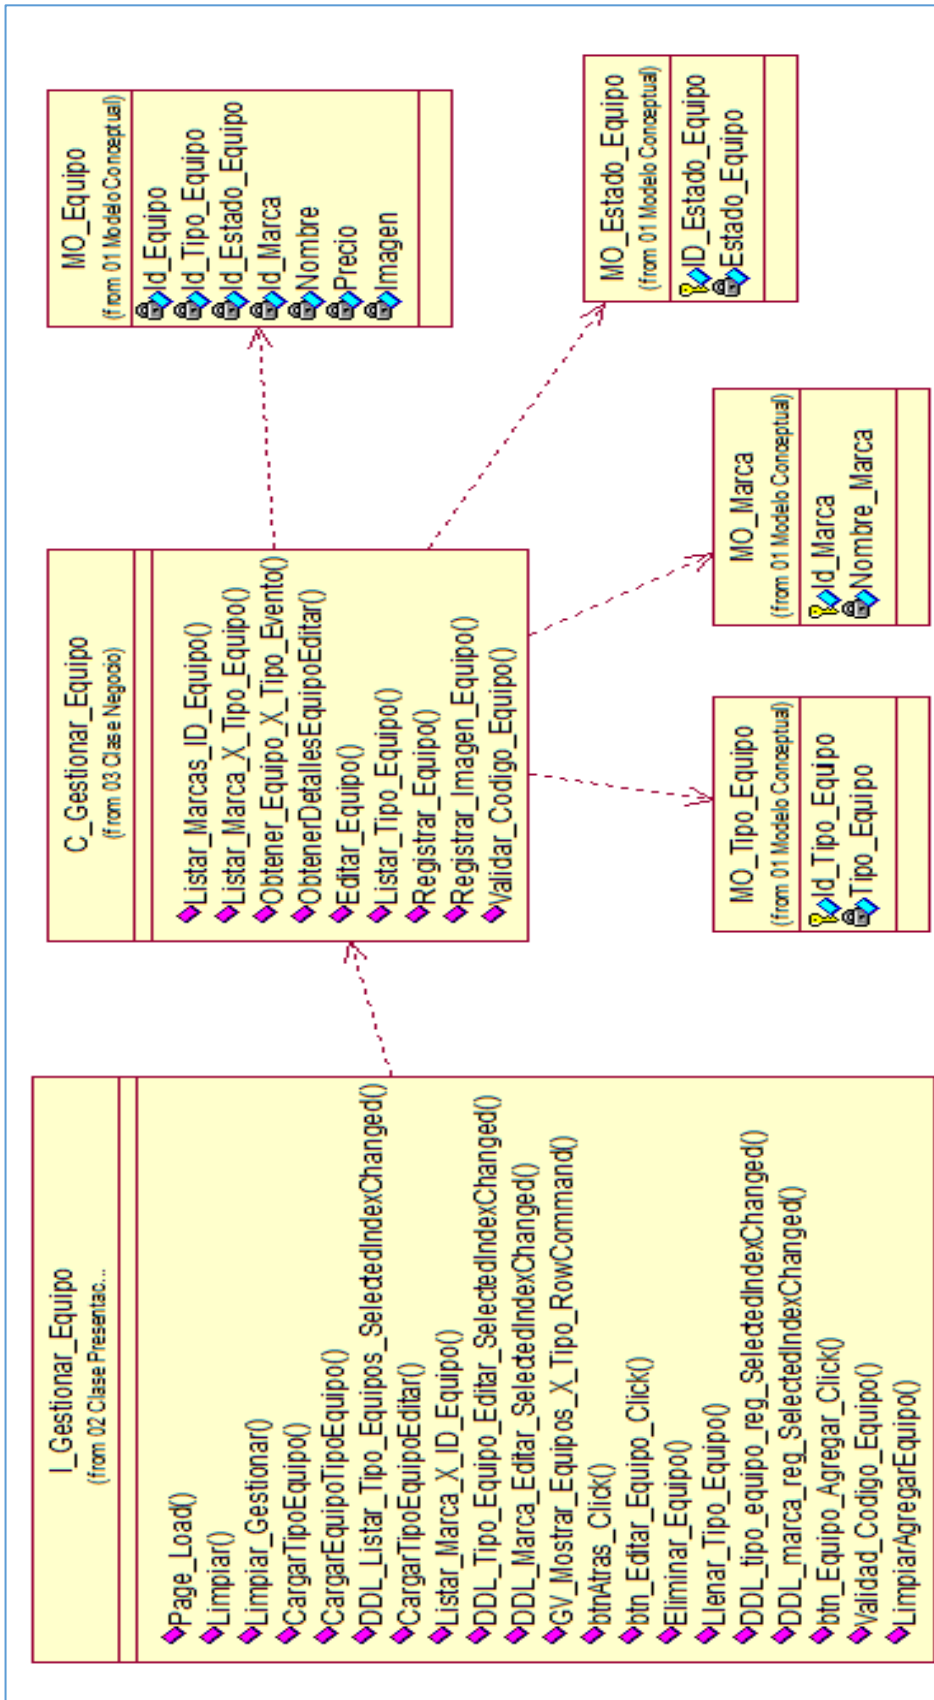 I_Gestionar_Equipo
(from 02 Clase Presentac...
Page_Load()
Limpiar()
Limpiar_Gestionar()
CargarTipoEquipo()
CargarEquipoTipoEquipo()
DDL_Listar_Tipo_Equipos_SelectedIndexChanged()
CargarTipoEquipoEditar()
Listar_Marca_X_ID_Equipo()
DDL_Tipo_Equipo_Editar_SelectedIndexChanged()
DDL_Marca_Editar_SelectedIndexChanged()
GV_Mostrar_Equipos_X_Tipo_RowCommand()
btnAtras_Click()
btn_Editar_Equipo_Click()
Eliminar_Equipo()
Llenar_Tipo_Equipo()
DDL_tipo_equipo_reg_SelectedIndexChanged()
DDL_marca_reg_SelectedIndexChanged()
btn_Equipo_Agregar_Click()
Validad_Codigo_Equipo()
LimpiarAgregarEquipo()
C_Gestionar_Equipo
(from 03 Clase Negocio)
Listar_Marcas_ID_Equipo()
Listar_Marca_X_Tipo_Equipo()
Obtener_Equipo_X_Tipo_Evento()
ObtenerDetallesEquipoEditar()
Editar_Equipo()
Listar_Tipo_Equipo()
Registrar_Equipo()
Registrar_Imagen_Equipo()
Validar_Codigo_Equipo()
MO_Equipo
(from 01 Modelo Conceptual)
Id_Equipo
Id_Tipo_Equipo
Id_Estado_Equipo
Id_Marca
Nombre
Precio
Imagen
MO_Tipo_Equipo
(from 01 Modelo Conceptual)
Id_Tipo_Equipo
Tipo_Equipo
MO_Marca
(from 01 Modelo Conceptual)
Id_Marca
Nombre_Marca
MO_Estado_Equipo
(from 01 Modelo Conceptual)
ID_Estado_Equipo
Estado_Equipo